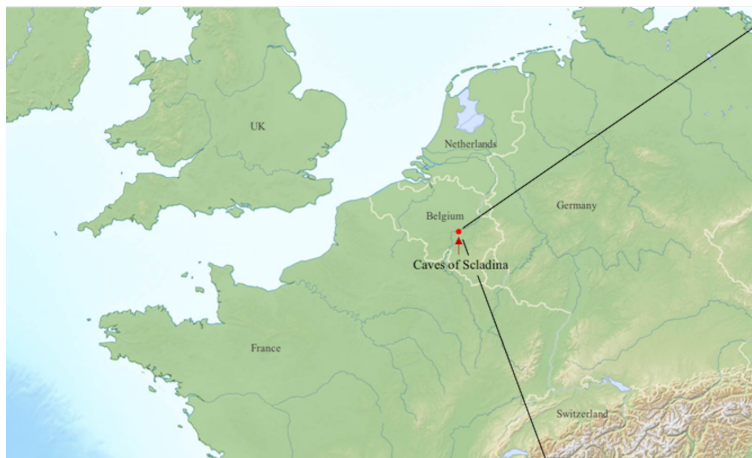 UK
Netherlands
Belgium
Germany
Caves of Scladina
France
Switzerland